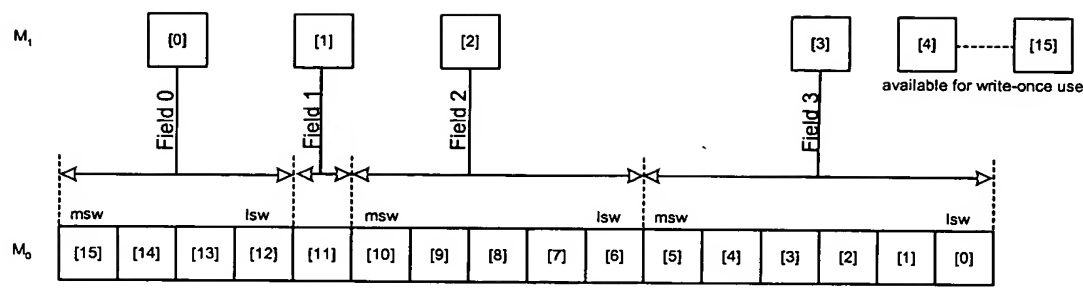 M₁ [0] [1] [2] [3] [4] [15]
available for write-once use
Field 0 Field 1 Field 2 Field 3
msw lsw msw lsw msw lsw
M₀ [15] [14] [13] [12] [11] [10] [9] [8] [7] [6] [5] [4] [3] [2] [1] [0]